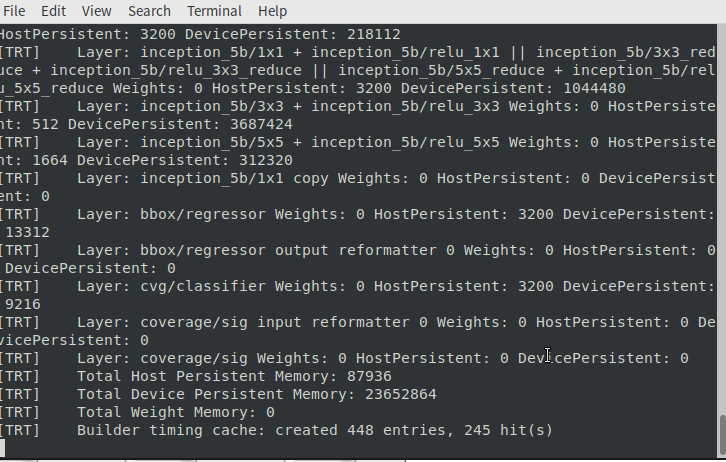 File Edit View Search Terminal Help
HostPersistent: 3200 DevicePersistent: 218112
[TRT]    Layer: inception_5b/1x1 + inception_5b/relu_1x1 || inception_5b/3x3_red
uce + inception_5b/relu_3x3_reduce || inception_5b/5x5_reduce + inception_5b/rel
u_5x5_reduce Weights: 0 HostPersistent: 3200 DevicePersistent: 1044480
[TRT]    Layer: inception_5b/3x3 + inception_5b/relu_3x3 Weights: 0 HostPersiste
nt: 512 DevicePersistent: 3687424
[TRT]    Layer: inception_5b/5x5 + inception_5b/relu_5x5 Weights: 0 HostPersiste
nt: 1664 DevicePersistent: 312320
[TRT]    Layer: inception_5b/1x1 copy Weights: 0 HostPersistent: 0 DevicePersist
ent: 0
[TRT]    Layer: bbox/regressor Weights: 0 HostPersistent: 3200 DevicePersistent:
 13312
[TRT]    Layer: bbox/regressor output reformatter 0 Weights: 0 HostPersistent: 0
 DevicePersistent: 0
[TRT]    Layer: cvg/classifier Weights: 0 HostPersistent: 3200 DevicePersistent:
 9216
[TRT]    Layer: coverage/sig input reformatter 0 Weights: 0 HostPersistent: 0 De
vicePersistent: 0
[TRT]    Layer: coverage/sig Weights: 0 HostPersistent: 0 DevicePersistent: 0
[TRT]    Total Host Persistent Memory: 87936
[TRT]    Total Device Persistent Memory: 23652864
[TRT]    Total Weight Memory: 0
[TRT]    Builder timing cache: created 448 entries, 245 hit(s)